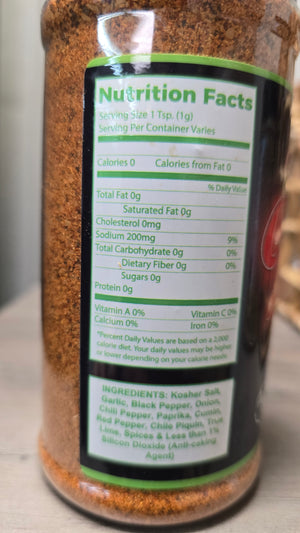 Nutrition Facts
Serving Size 1 Tsp. (1g)
Serving Per Container Varies
Calories 0 Calories from Fat 0
% Daily Value
Total Fat 0g
Saturated Fat 0g
Cholesterol 0mg
Sodium 200mg 9%
Total Carbohydrate 0g 0%
Dietary Fiber 0g 0%
Sugars 0g
Protein 0g
Vitamin A 0% Vitamin C 0%
Calcium 0% Iron 0%
*Percent Daily Values are based on a 2,000
calorie diet. Your daily values may be higher
or lower depending on your calorie needs.
INGREDIENTS: Kosher Salt,
Garlic, Black Pepper, Onion,
Chili Pepper, Paprika, Cumin,
Red Pepper, Chile Piquin, True
Lime, Spices & Less than 1%
Silicon Dioxide (Anti-caking
Agent)